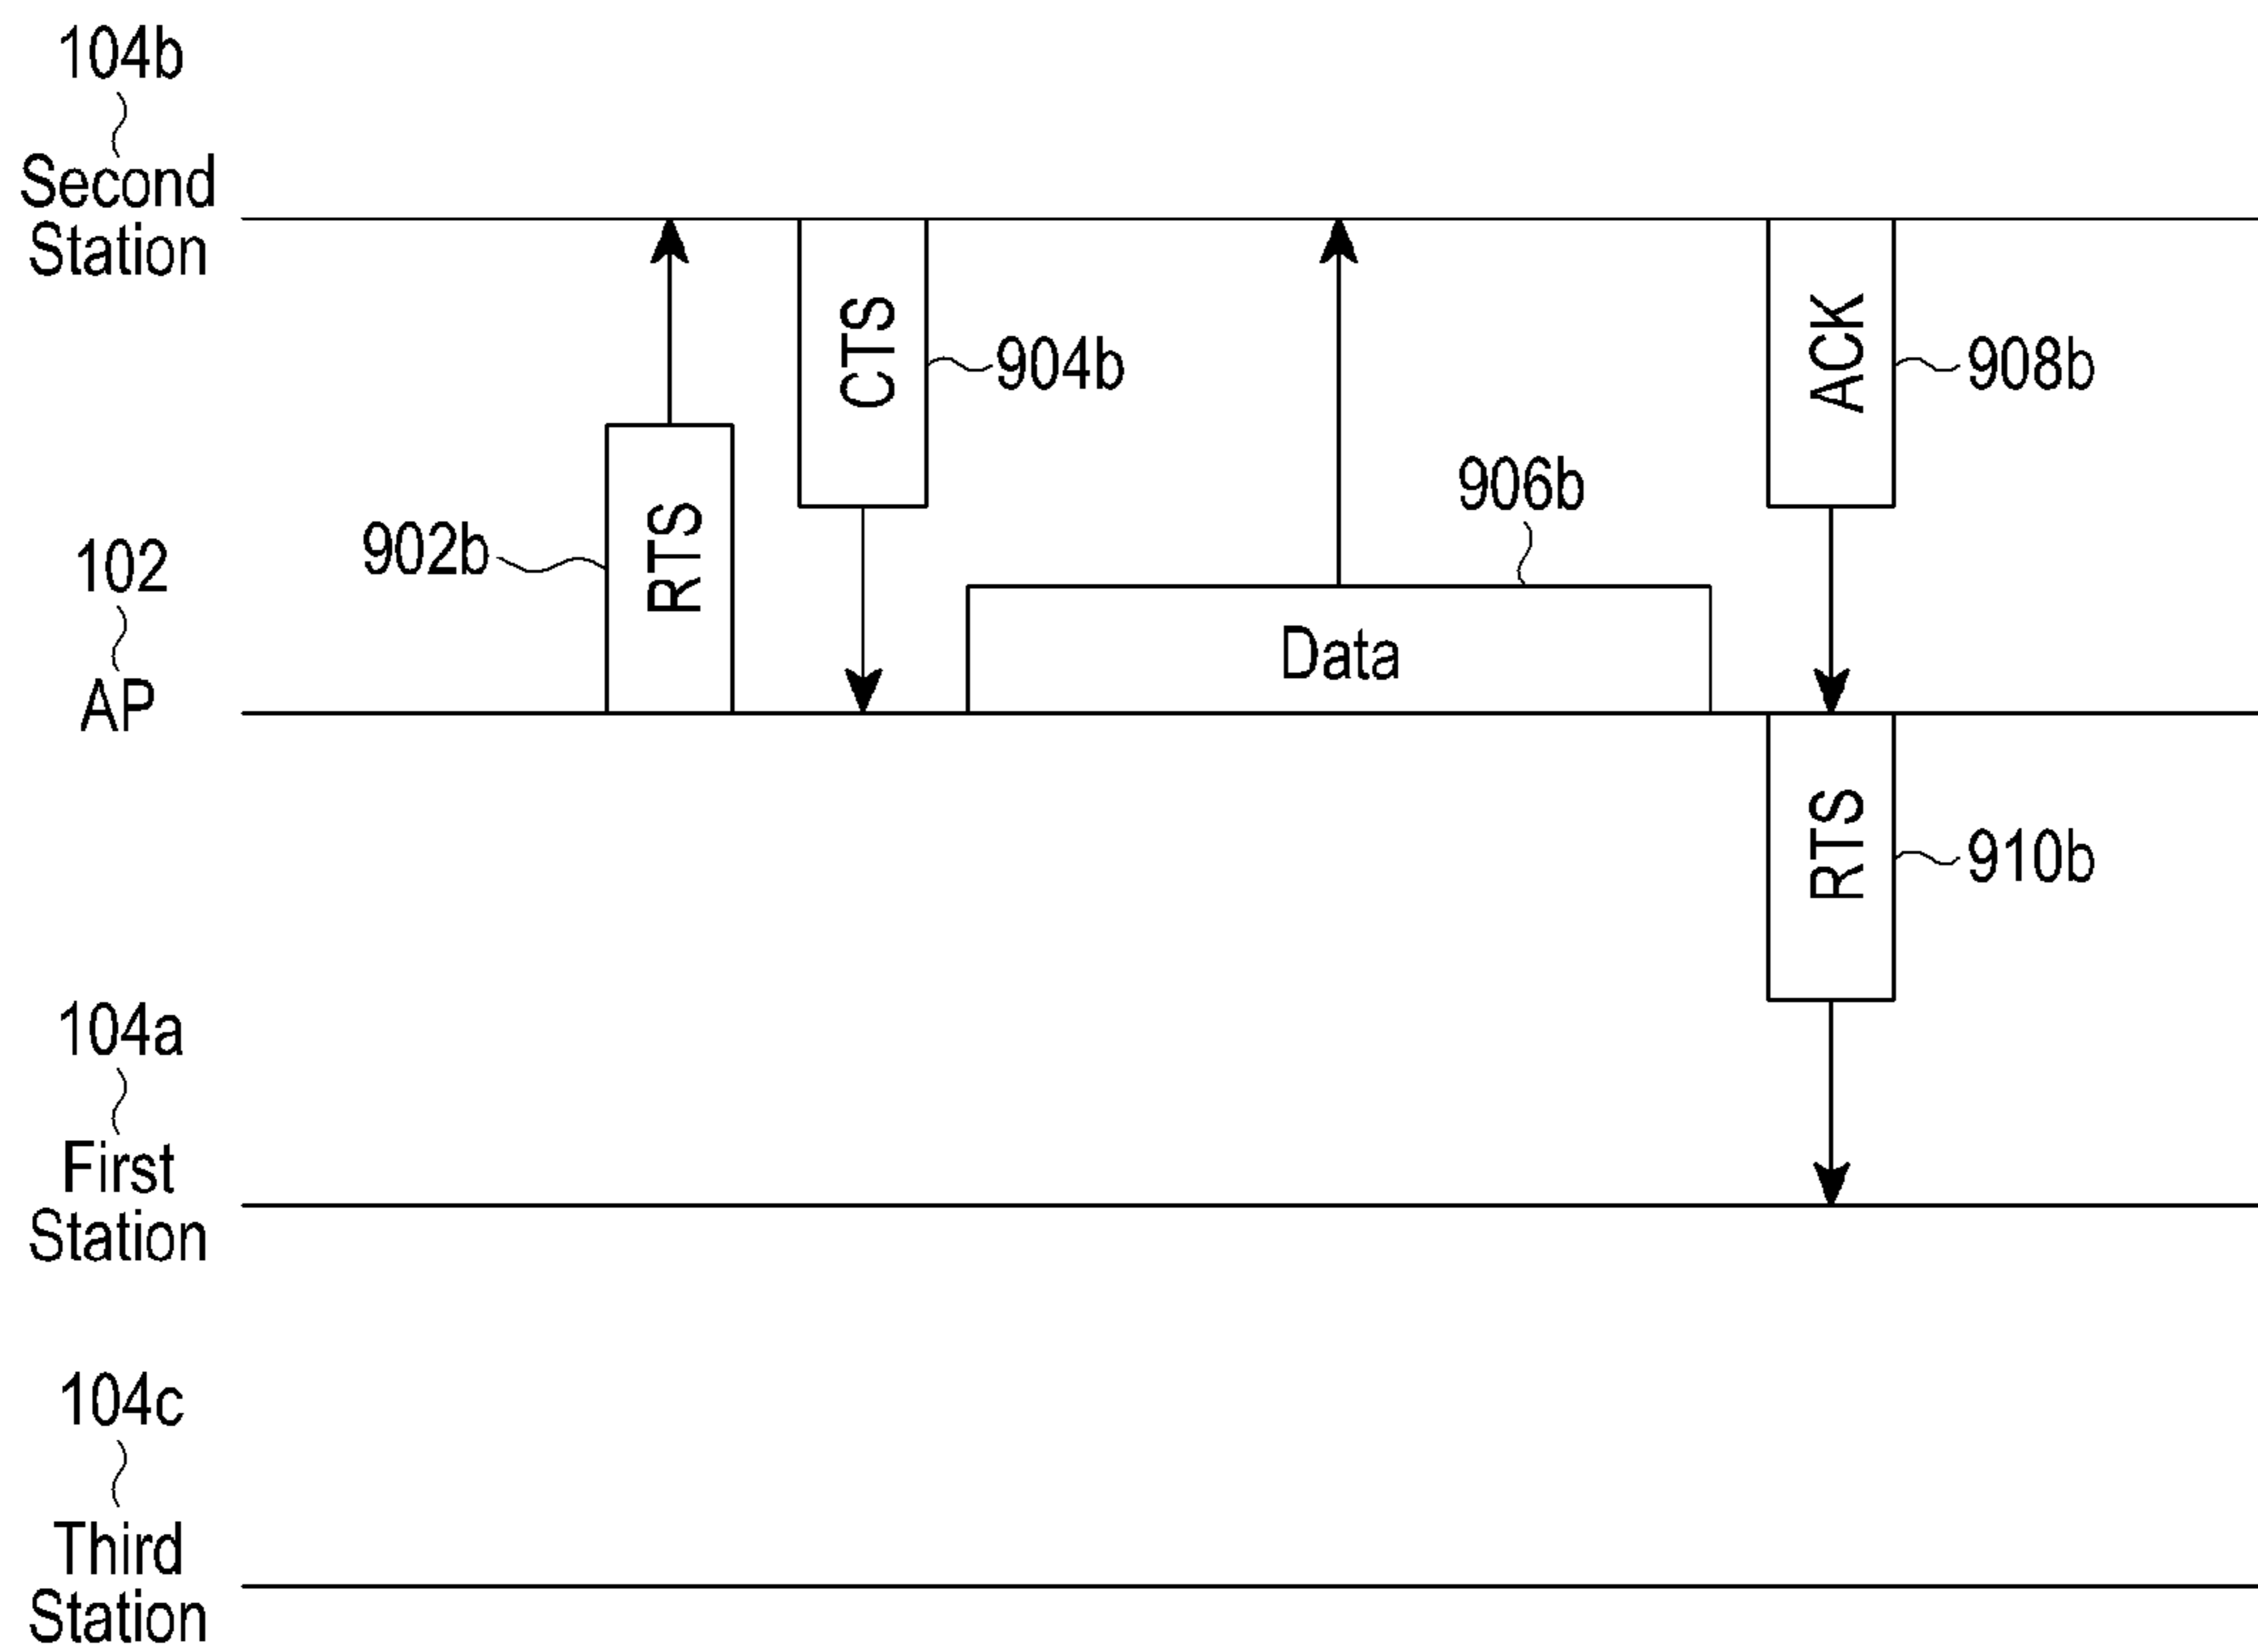 104b
Second
Station
CTS
904b
ACK
908b
906b
902b
RTS
Data
102
AP
RTS
910b
104a
First
Station
104c
Third
Station